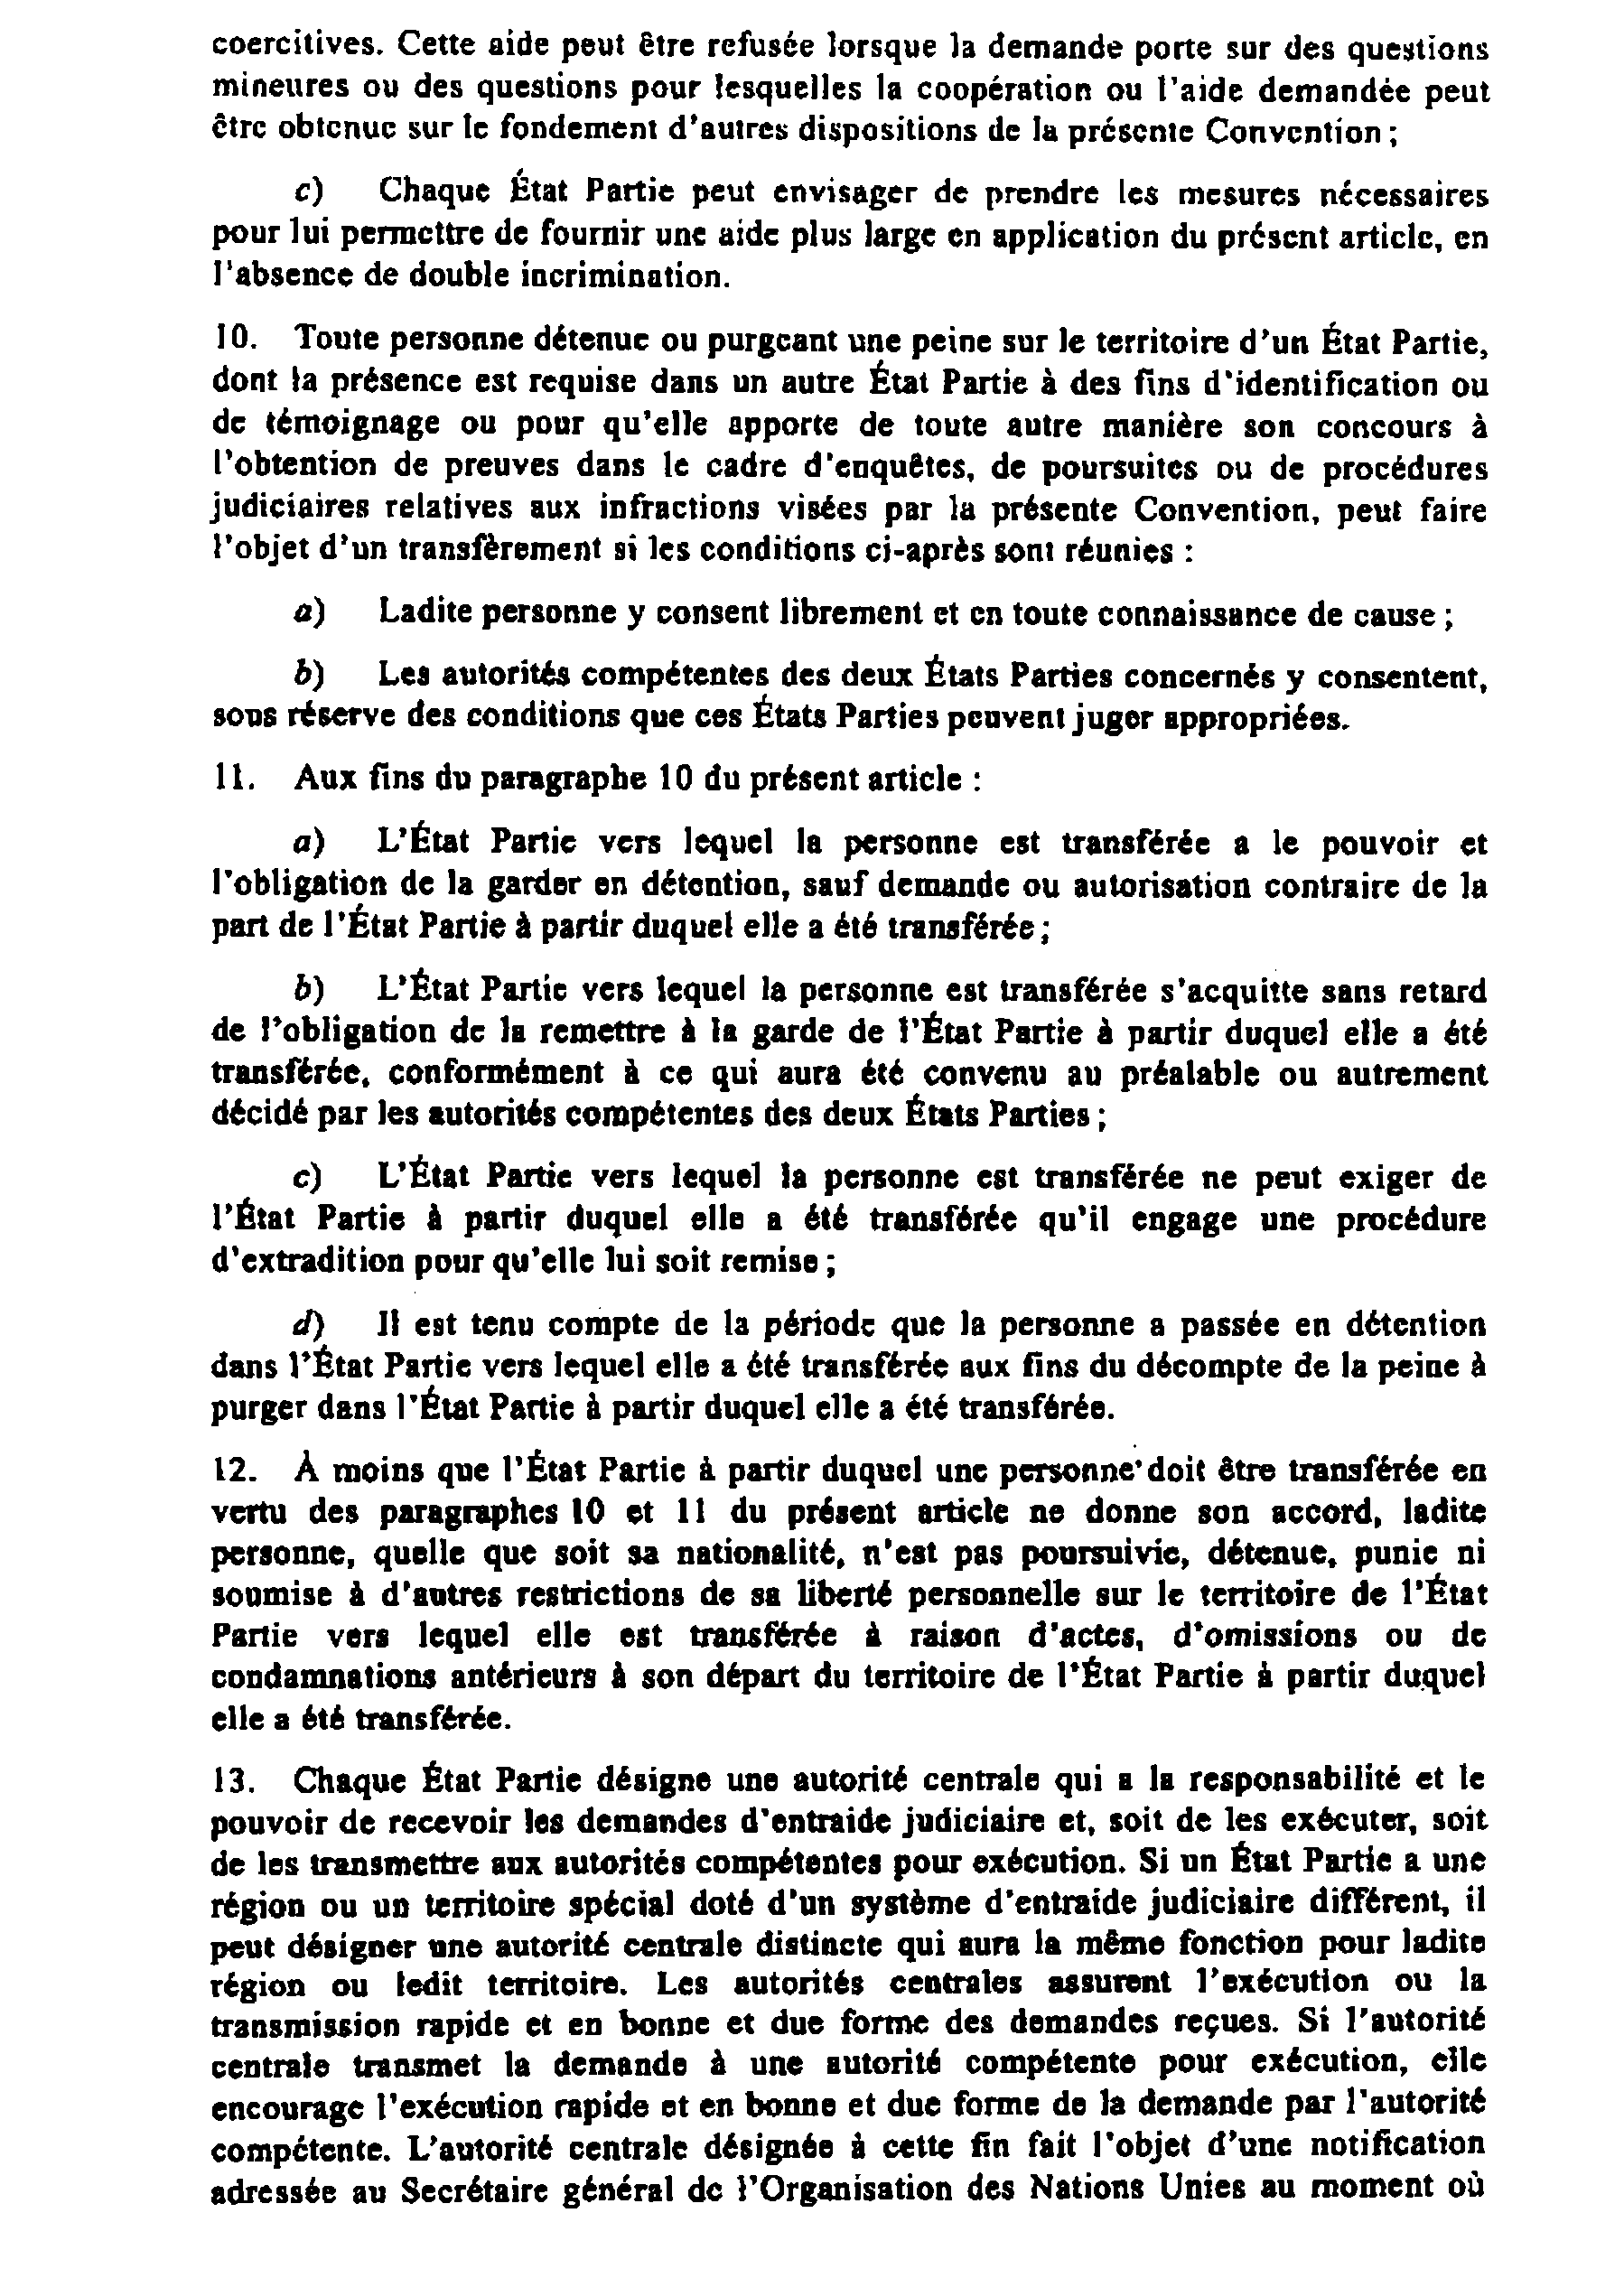 coercitives. Cette aide peut être refusée lorsque la demande porte sur des questions
mineures ou des questions pour lesquelles la coopération ou l'aide demandée peut
être obtenue sur le fondement d'autres dispositions de la présente Convention ;
c) Chaque État Partie peut envisager de prendre les mesures nécessaires
pour lui permettre de fournir une aide plus large en application du présent article, en
l'absence de double incrimination.
10. Toute personne détenue ou purgeant une peine sur le territoire d'un État Partie,
dont la présence est requise dans un autre État Partie à des fins d'identification ou
de témoignage ou pour qu'elle apporte de toute autre manière son concours à
l'obtention de preuves dans le cadre d'enquêtes, de poursuites ou de procédures
judiciaires relatives aux infractions visées par la présente Convention, peut faire
l'objet d'un transfèrement si les conditions ci-après sont réunies :
a) Ladite personne y consent librement et en toute connaissance de cause ;
b) Les autorités compétentes des deux États Parties concernés y consentent,
sous réserve des conditions que ces États Parties peuvent juger appropriées.
11. Aux fins du paragraphe 10 du présent article :
a) L'État Partie vers lequel la personne est transférée a le pouvoir et
l'obligation de la garder en détention, sauf demande ou autorisation contraire de la
part de l'État Partie à partir duquel elle a été transférée ;
b) L'État Partie vers lequel la personne est transférée s'acquitte sans retard
de l'obligation de la remettre à la garde de l'État Partie à partir duquel elle a été
transférée, conformément à ce qui aura été convenu au préalable ou autrement
décidé par les autorités compétentes des deux États Parties ;
c) L'État Partie vers lequel la personne est transférée ne peut exiger de
l'État Partie à partir duquel elle a été transférée qu'il engage une procédure
d'extradition pour qu'elle lui soit remise ;
d) Il est tenu compte de la période que la personne a passée en détention
dans l'État Partie vers lequel elle a été transférée aux fins du décompte de la peine à
purger dans l'État Partie à partir duquel elle a été transférée.
12. À moins que l'État Partie à partir duquel une personne doit être transférée en
vertu des paragraphes 10 et 11 du présent article ne donne son accord, ladite
personne, quelle que soit sa nationalité, n'est pas poursuivie, détenue, punie ni
soumise à d'autres restrictions de sa liberté personnelle sur le territoire de l'État
Partie vers lequel elle est transférée à raison d'actes, d'omissions ou de
condamnations antérieurs à son départ du territoire de l'État Partie à partir duquel
elle a été transférée.
13. Chaque État Partie désigne une autorité centrale qui a la responsabilité et le
pouvoir de recevoir les demandes d'entraide judiciaire et, soit de les exécuter, soit
de les transmettre aux autorités compétentes pour exécution. Si un État Partie a une
région ou un territoire spécial doté d'un système d'entraide judiciaire différent, il
peut désigner une autorité centrale distincte qui aura la même fonction pour ladite
région ou ledit territoire. Les autorités centrales assurent l'exécution ou la
transmission rapide et en bonne et due forme des demandes reçues. Si l'autorité
centrale transmet la demande à une autorité compétente pour exécution, elle
encourage l'exécution rapide et en bonne et due forme de la demande par l'autorité
compétente. L'autorité centrale désignée à cette fin fait l'objet d'une notification
adressée au Secrétaire général de l'Organisation des Nations Unies au moment où